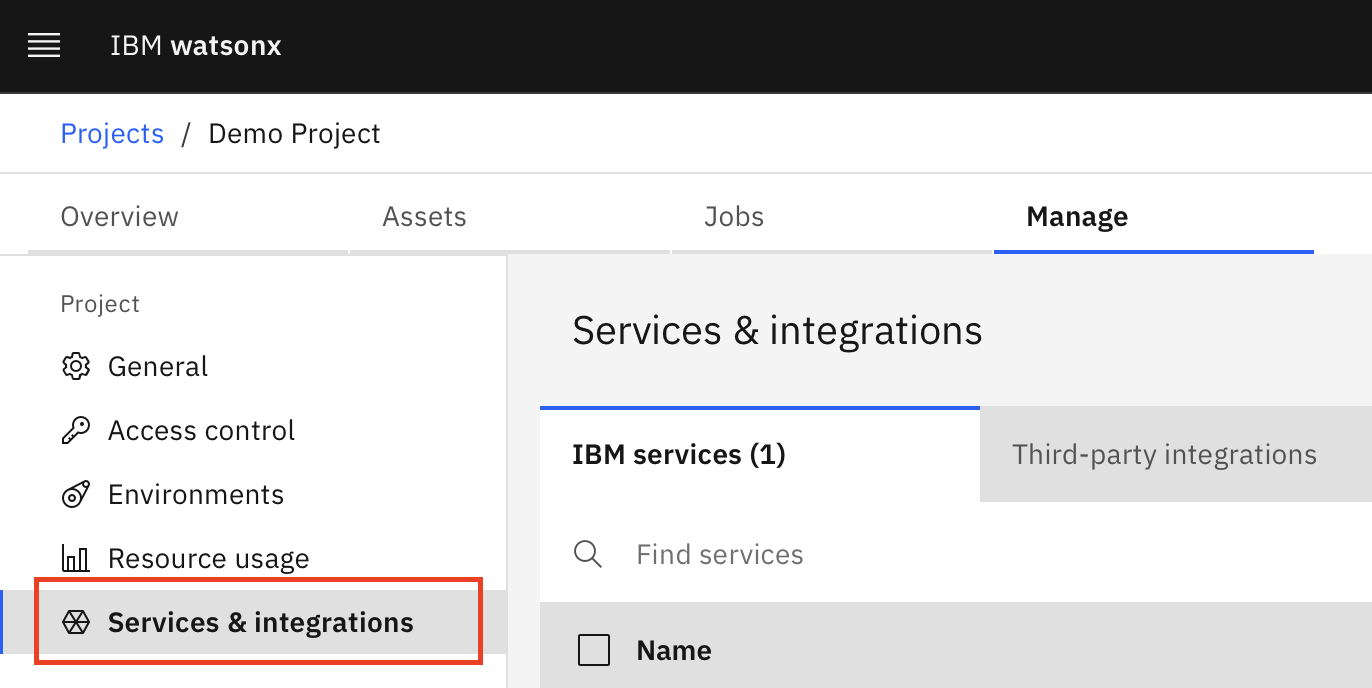 IBM watsonx
Projects / Demo Project
Overview
Assets
Jobs
Manage
Project
General
Access control
Environments
Resource usage
Services & integrations
Services & integrations
IBM services (1)
Third-party integrations
Find services
Name